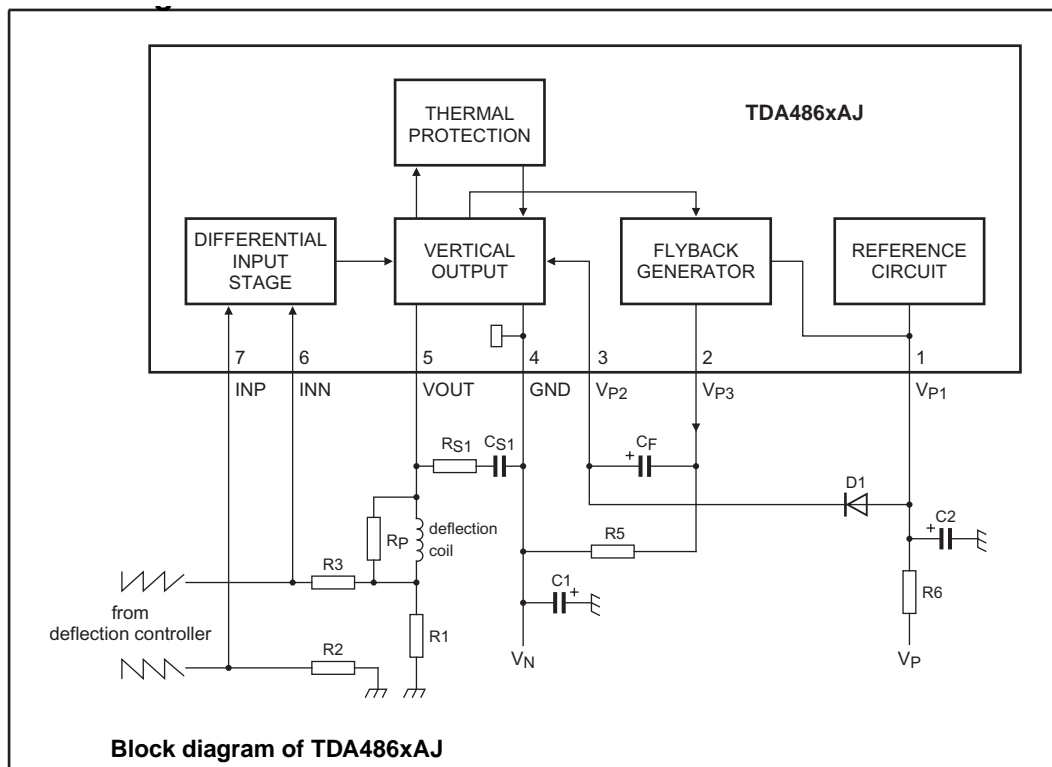 THERMAL
PROTECTION
TDA486xAJ
DIFFERENTIAL
INPUT
STAGE
VERTICAL
OUTPUT
FLYBACK
GENERATOR
REFERENCE
CIRCUIT
7 6 5 4 3 2 1
INP INN VOUT GND VP2 VP3 VP1
RS1 CS1 + CF
D1
+ C2
RP
deflection
coil
R5
R3
C1 +
R6
from
deflection controller
R1
R2
VN
VP
Block diagram of TDA486xAJ